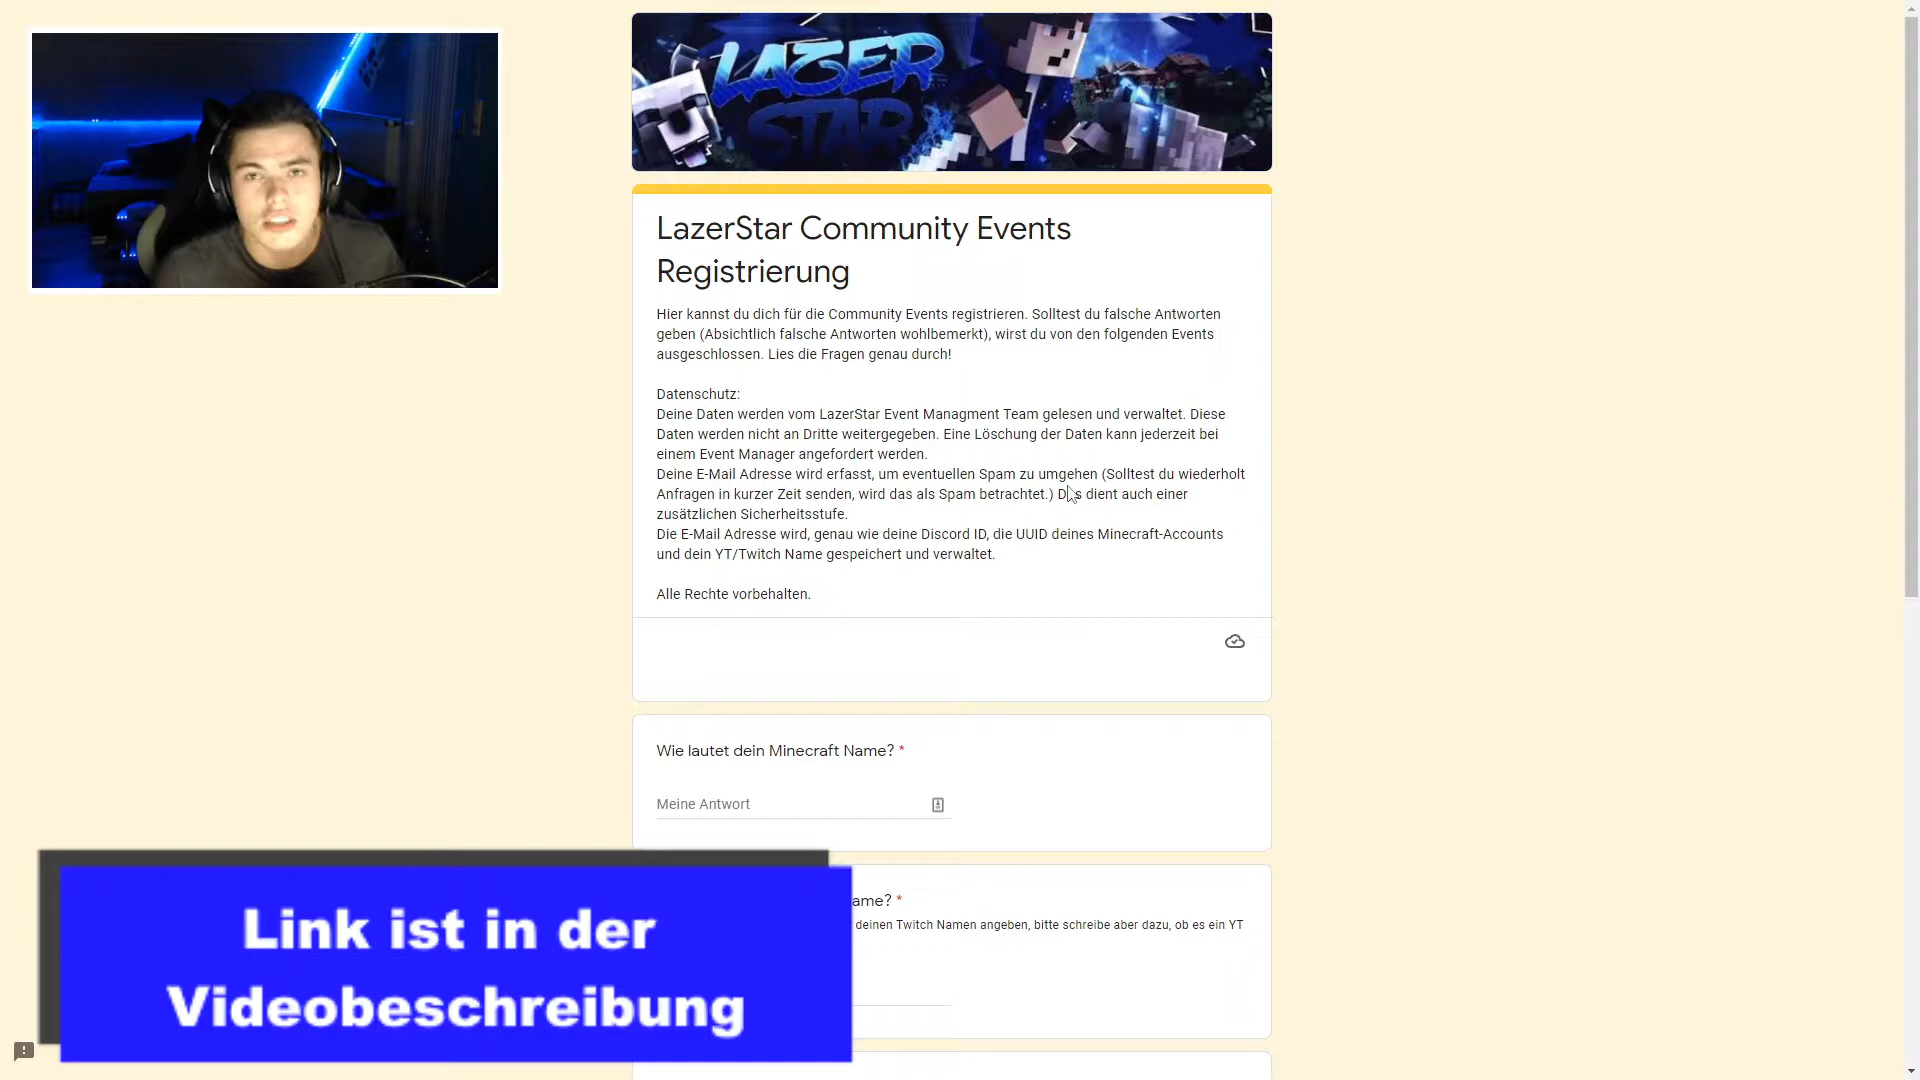 LAZER
STAR
LazerStar Community Events
Registrierung
Hier kannst du dich für die Community Events registrieren. Solltest du falsche Antworten
geben (Absichtlich falsche Antworten wohlbemerkt), wirst du von den folgenden Events
ausgeschlossen. Lies die Fragen genau durch!
Datenschutz:
Deine Daten werden vom LazerStar Event Managment Team gelesen und verwaltet. Diese
Daten werden nicht an Dritte weitergegeben. Eine Löschung der Daten kann jederzeit bei
einem Event Manager angefordert werden.
Deine E-Mail Adresse wird erfasst, um eventuellen Spam zu umgehen (Solltest du wiederholt
Anfragen in kurzer Zeit senden, wird das als Spam betrachtet.) Das dient auch einer
zusätzlichen Sicherheitsstufe.
Die E-Mail Adresse wird, genau wie deine Discord ID, die UUID deines Minecraft-Accounts
und dein YT/Twitch Name gespeichert und verwaltet.
Alle Rechte vorbehalten.
Wie lautet dein Minecraft Name? *
Meine Antwort
ame? *
deinen Twitch Namen angeben, bitte schreibe aber dazu, ob es ein YT
Link ist in der
Videobeschreibung